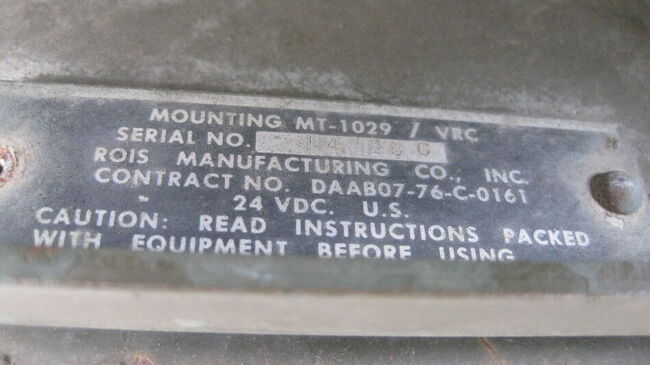 MOUNTING MT-1029 / VRC
SERIAL NO.
ROIS MANUFACTURING CO., INC.
CONTRACT NO. DAAB07-76-C-0161
24 VDC. U.S.
CAUTION: READ INSTRUCTIONS PACKED
WITH EQUIPMENT BEFORE USING